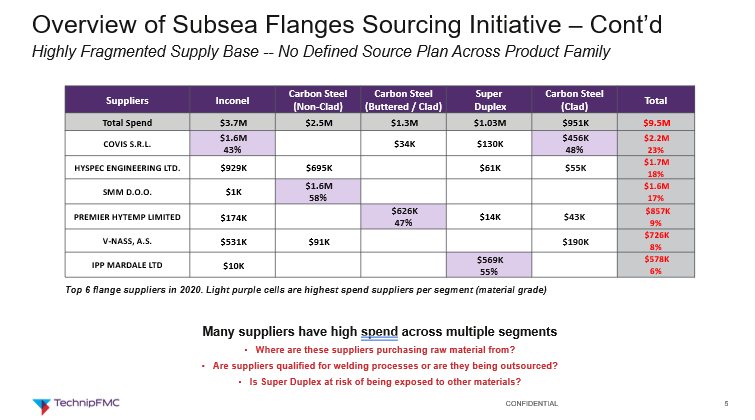 Overview of Subsea Flanges Sourcing Initiative – Cont’d
Highly Fragmented Supply Base -- No Defined Source Plan Across Product Family
Suppliers Inconel Carbon Steel (Non-Clad) Carbon Steel (Buttered / Clad) Super Duplex Carbon Steel (Clad) Total
Total Spend $3.7M $2.5M $1.3M $1.03M $951K $9.5M
COVIS S.R.L. $1.6M 43% $34K $130K $456K 48% $2.2M 23%
HYSPEC ENGINEERING LTD. $929K $695K $61K $55K $1.7M 18%
SMM D.O.O. $1K $1.6M 58% $1.6M 17%
PREMIER HYTEMP LIMITED $174K $626K 47% $14K $43K $857K 9%
V-NASS, A.S. $531K $91K $190K $726K 8%
IPP MARDALE LTD $10K $569K 55% $578K 6%
Top 6 flange suppliers in 2020. Light purple cells are highest spend suppliers per segment (material grade)
Many suppliers have high spend across multiple segments
• Where are these suppliers purchasing raw material from?
• Are suppliers qualified for welding processes or are they being outsourced?
• Is Super Duplex at risk of being exposed to other materials?
TechnipFMC CONFIDENTIAL 5